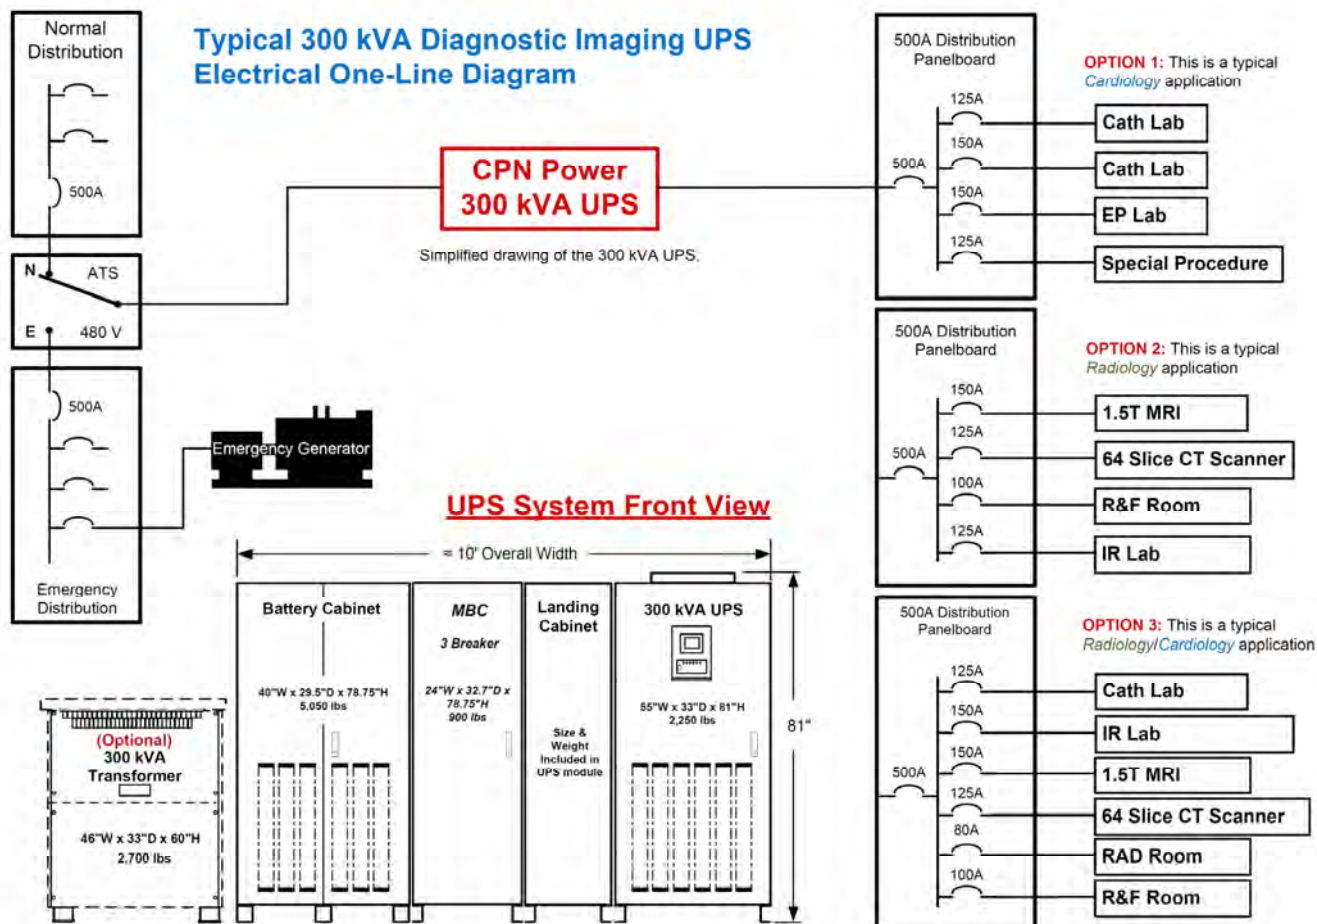 Normal
Distribution
500A
Typical 300 kVA Diagnostic Imaging UPS
Electrical One-Line Diagram
CPN Power
300 kVA UPS
Simplified drawing of the 300 kVA UPS.
N
ATS
E
480 V
500A
Emergency
Distribution
Emergency Generator
500A Distribution
Panelboard
500A
125A
150A
150A
125A
OPTION 1: This is a typical
Cardiology application
Cath Lab
Cath Lab
EP Lab
Special Procedure
500A Distribution
Panelboard
500A
150A
125A
100A
125A
OPTION 2: This is a typical
Radiology application
1.5T MRI
64 Slice CT Scanner
R&F Room
IR Lab
500A Distribution
Panelboard
500A
125A
150A
150A
125A
80A
100A
OPTION 3: This is a typical
Radiology/Cardiology application
Cath Lab
IR Lab
1.5T MRI
64 Slice CT Scanner
RAD Room
R&F Room
UPS System Front View
≈ 10' Overall Width
Battery Cabinet
40"W x 29.5"D x 78.75"H
5,050 lbs
MBC
3 Breaker
24"W x 32.7"D x
78.75"H
900 lbs
Landing
Cabinet
Size &
Weight
Included in
UPS module
300 kVA UPS
55"W x 33"D x 81"H
2,250 lbs
81"
(Optional)
300 kVA
Transformer
46"W x 33"D x 60"H
2,700 lbs